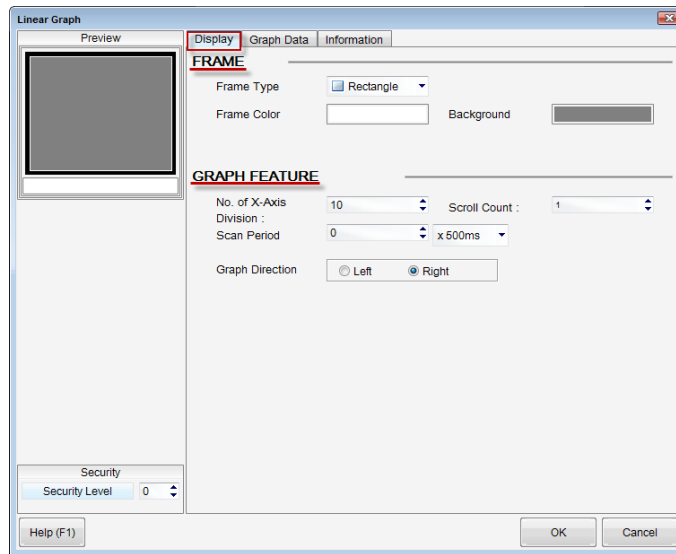 Linear Graph
Preview
Display Graph Data Information
FRAME
Frame Type Rectangle
Frame Color Background
GRAPH FEATURE
No. of X-Axis 10 Scroll Count : 1
Division :
Scan Period 0 x 500ms
Graph Direction Left Right
Security
Security Level 0
Help (F1) OK Cancel